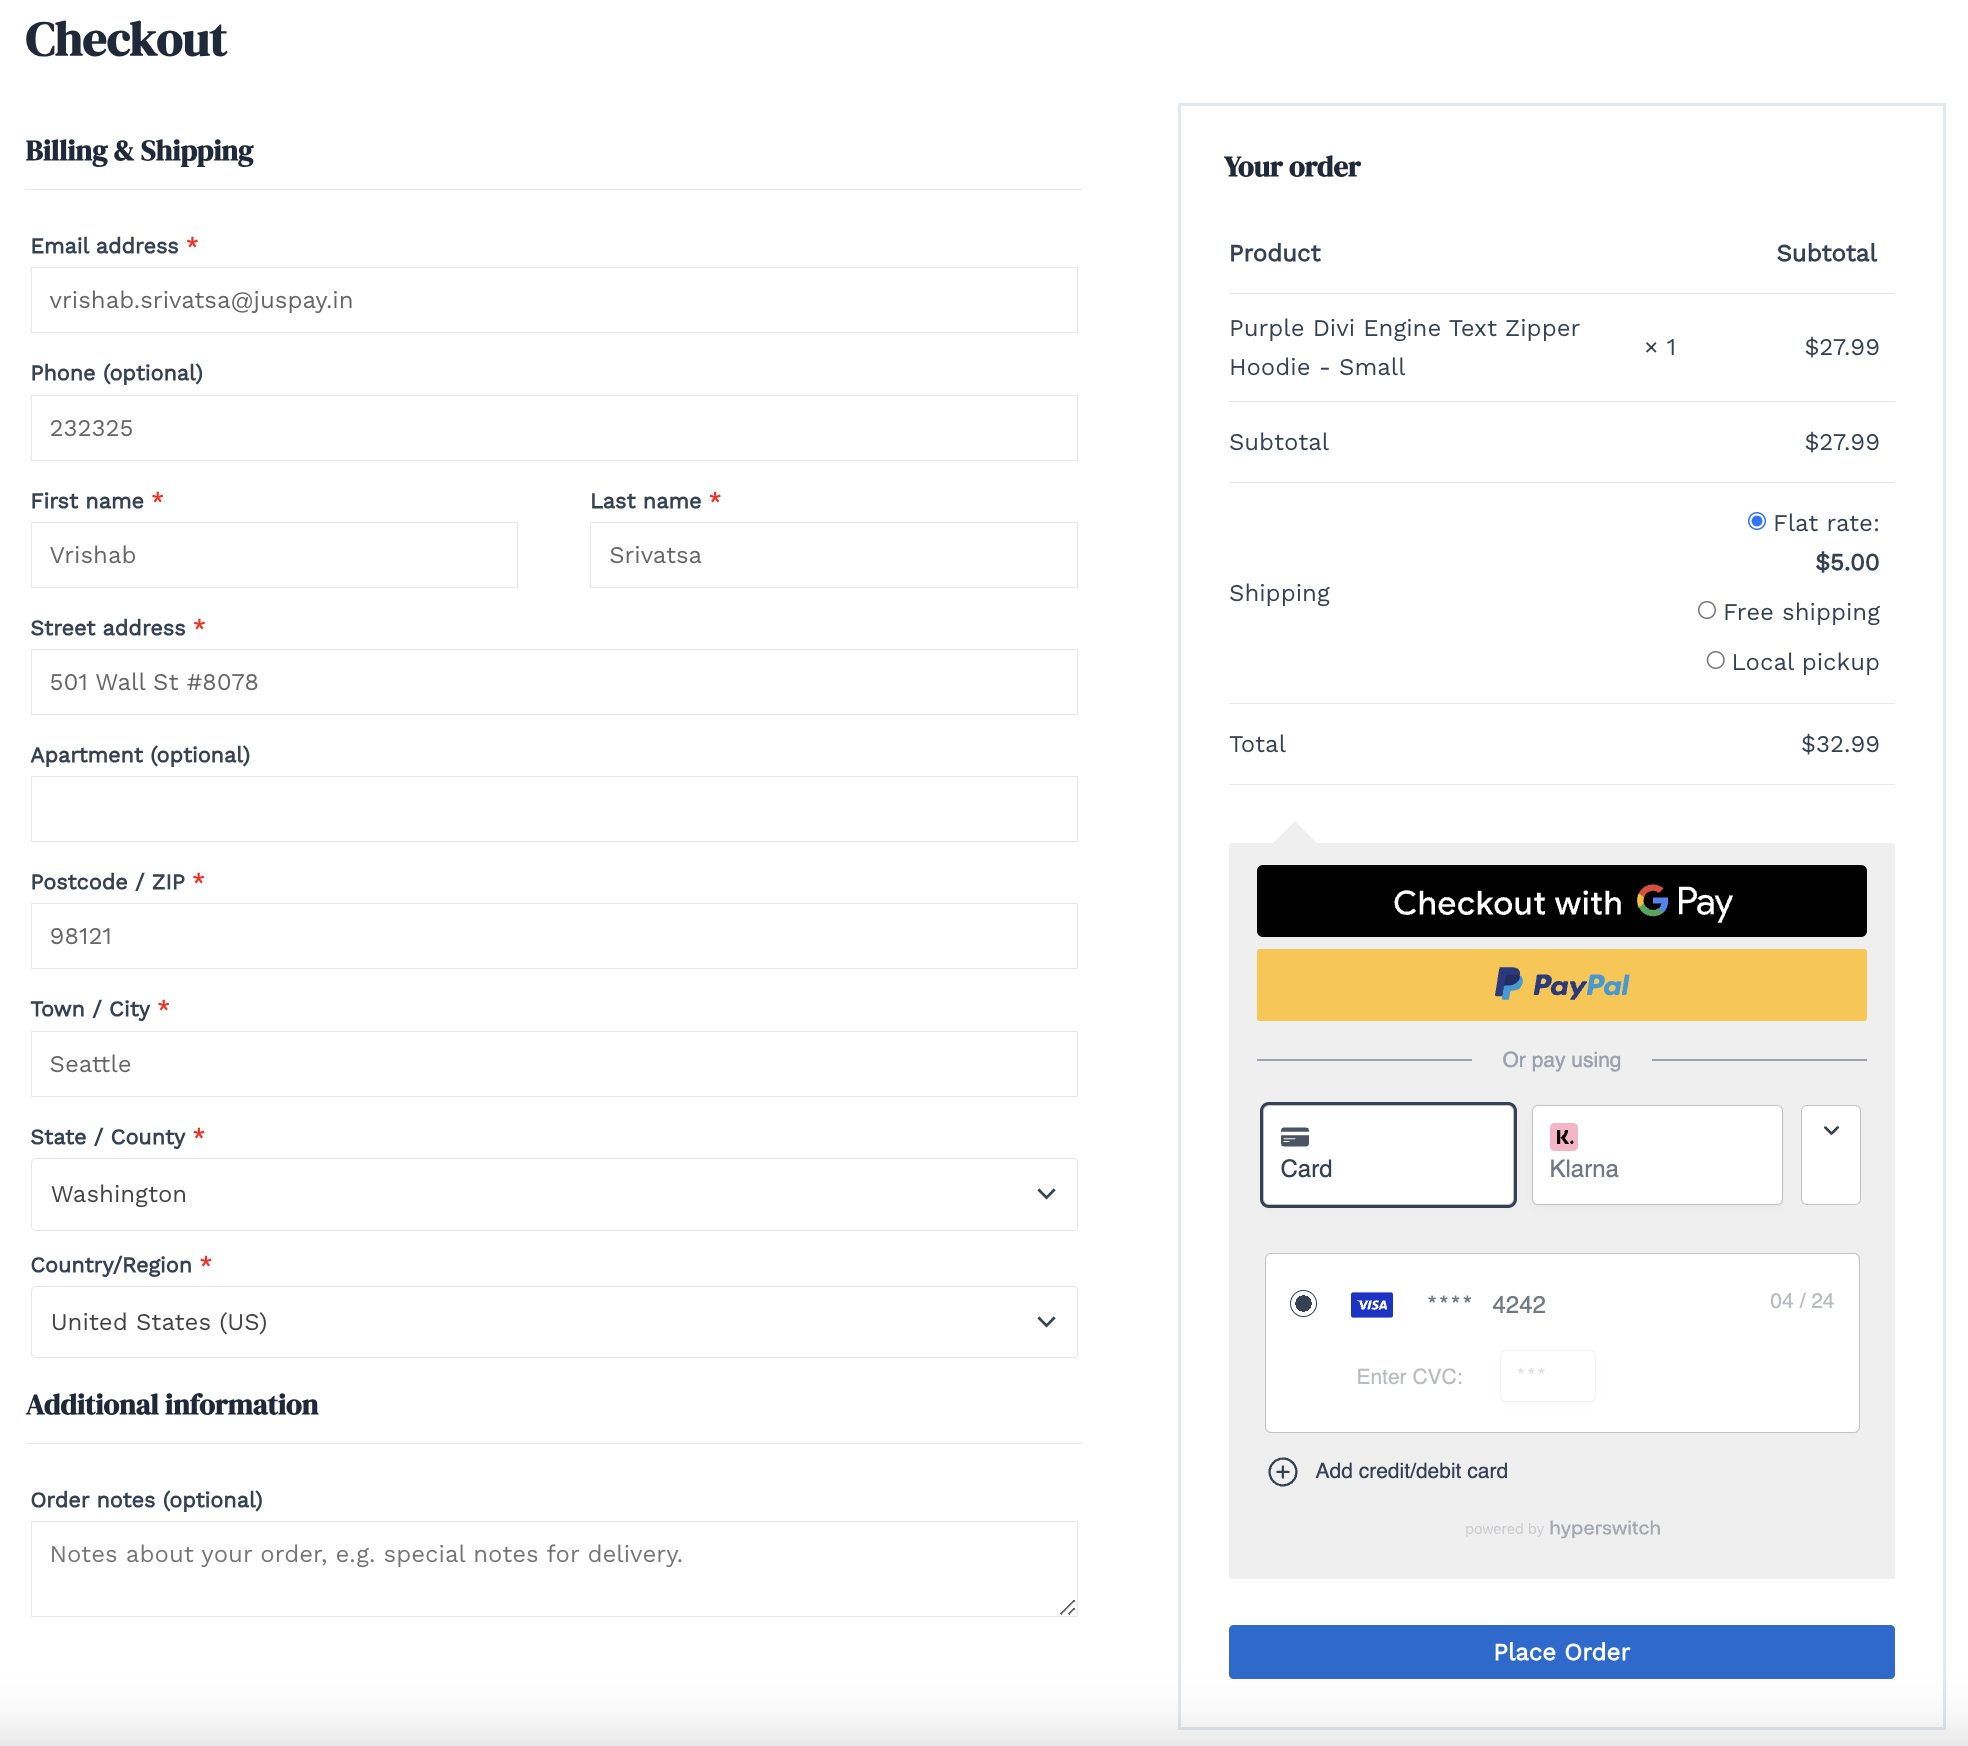 Checkout
Billing & Shipping
Email address *
vrishab.srivatsa@juspay.in
Phone (optional)
232325
First name *
Last name *
Vrishab
Srivatsa
Street address *
501 Wall St #8078
Apartment (optional)
Postcode / ZIP *
98121
Town / City *
Seattle
State / County *
Washington
Country/Region *
United States (US)
Additional information
Order notes (optional)
Notes about your order, e.g. special notes for delivery.
Your order
Product Subtotal
Purple Divi Engine Text Zipper
Hoodie - Small
× 1
$27.99
Subtotal $27.99
Shipping
Flat rate:
$5.00
Free shipping
Local pickup
Total $32.99
Checkout with G Pay
PayPal
Or pay using
K.
Card
Klarna
VISA **** 4242 04 / 24
Enter CVC: ***
Add credit/debit card
powered by hyperswitch
Place Order